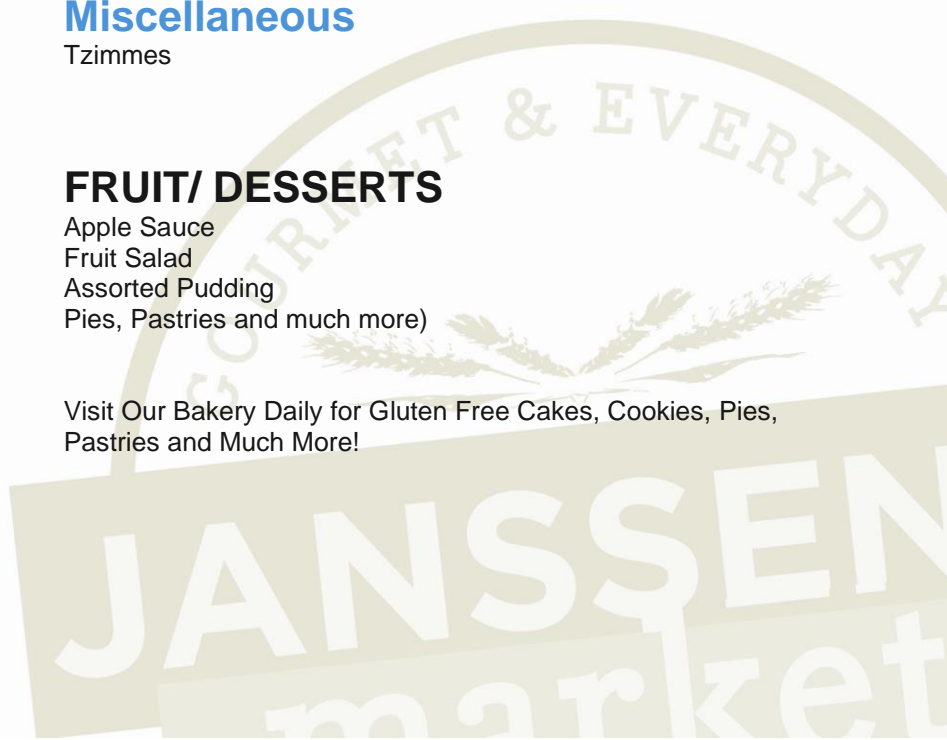 Miscellaneous
Tzimmes
FRUIT/ DESSERTS
Apple Sauce
Fruit Salad
Assorted Pudding
Pies, Pastries and much more)
Visit Our Bakery Daily for Gluten Free Cakes, Cookies, Pies,
Pastries and Much More!
GOURMET & EVERYDAY
JANSSEN
market